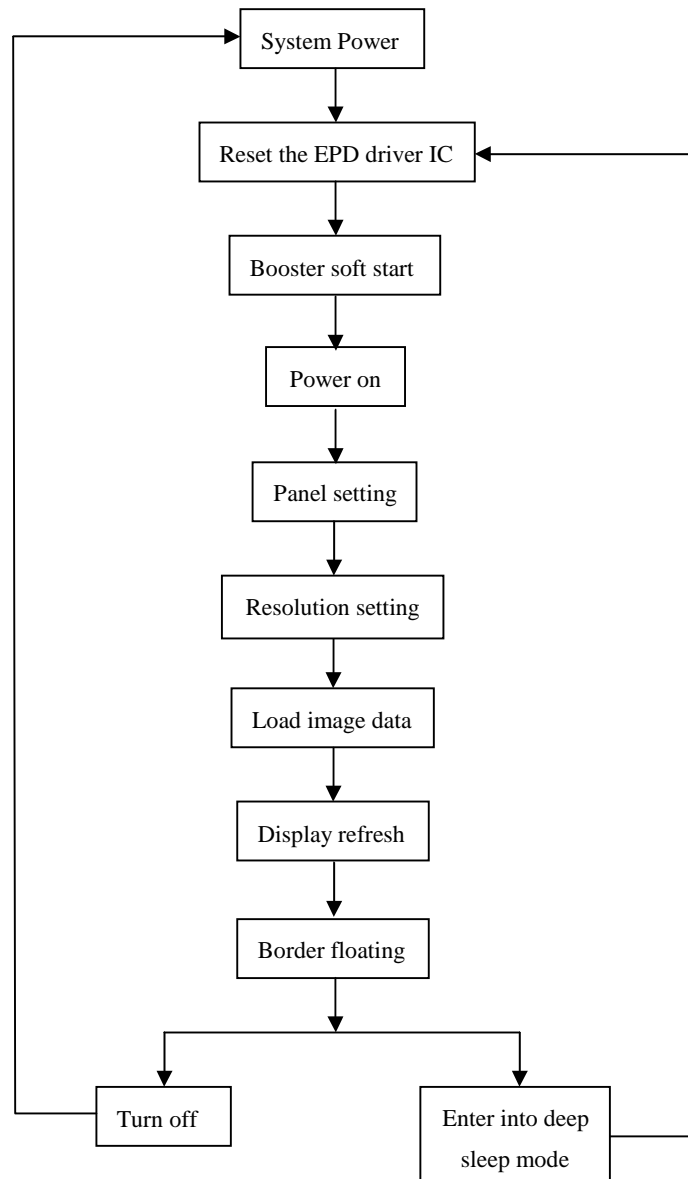 System Power
Reset the EPD driver IC
Booster soft start
Power on
Panel setting
Resolution setting
Load image data
Display refresh
Border floating
Turn off
Enter into deep
sleep mode